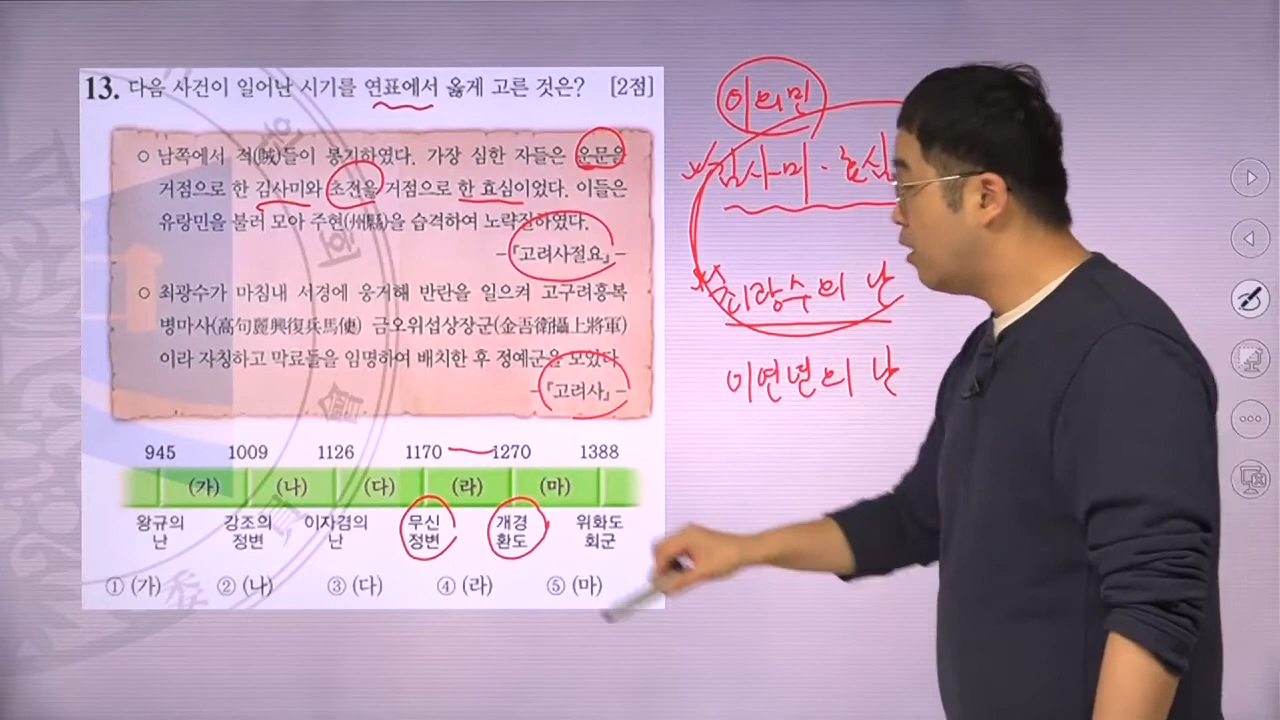 13. 다음 사건이 일어난 시기를 연표에서 옳게 고른 것은? [2점]
○ 남쪽에서 적(賊)들이 봉기하였다. 가장 심한 자들은 운문을
거점으로 한 김사미와 초전을 거점으로 한 효심이었다. 이들은
유랑민을 불러 모아 주현(州縣)을 습격하여 노략질하였다.
-『고려사절요』-
○ 최광수가 마침내 서경에 웅거해 반란을 일으켜 고구려흥복
병마사(高句麗興復兵馬使) 금오위섭상장군(金吾衛攝上將軍)
이라 자칭하고 막료들을 임명하여 배치한 후 정예군을 모았다.
-『고려사』-
945 1009 1126 1170 1270 1388
(가) (나) (다) (라) (마)
왕규의 난 강조의 정변 이자겸의 난 무신 정변 개경 환도 위화도 회군
① (가) ② (나) ③ (다) ④ (라) ⑤ (마)
이의민
김사미·효심
최광수의 난
이연년의 난